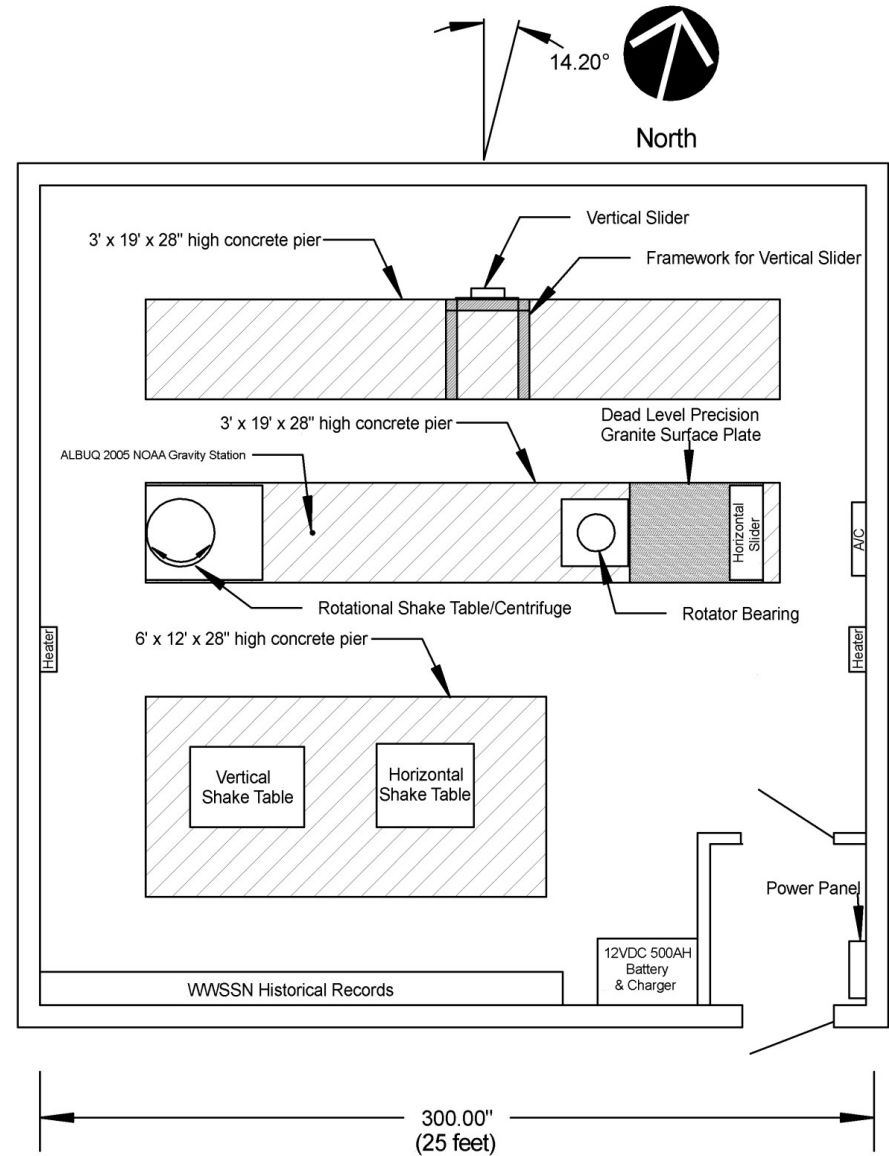 14.20°
North
Vertical Slider
3' x 19' x 28" high concrete pier
Framework for Vertical Slider
Dead Level Precision
Granite Surface Plate
3' x 19' x 28" high concrete pier
ALBUQ 2005 NOAA Gravity Station
Horizontal
Slider
A/C
Rotational Shake Table/Centrifuge
Rotator Bearing
6' x 12' x 28" high concrete pier
Heater
Heater
Vertical
Shake Table
Horizontal
Shake Table
Power Panel
12VDC 500AH
Battery
& Charger
WWSSN Historical Records
300.00"
(25 feet)